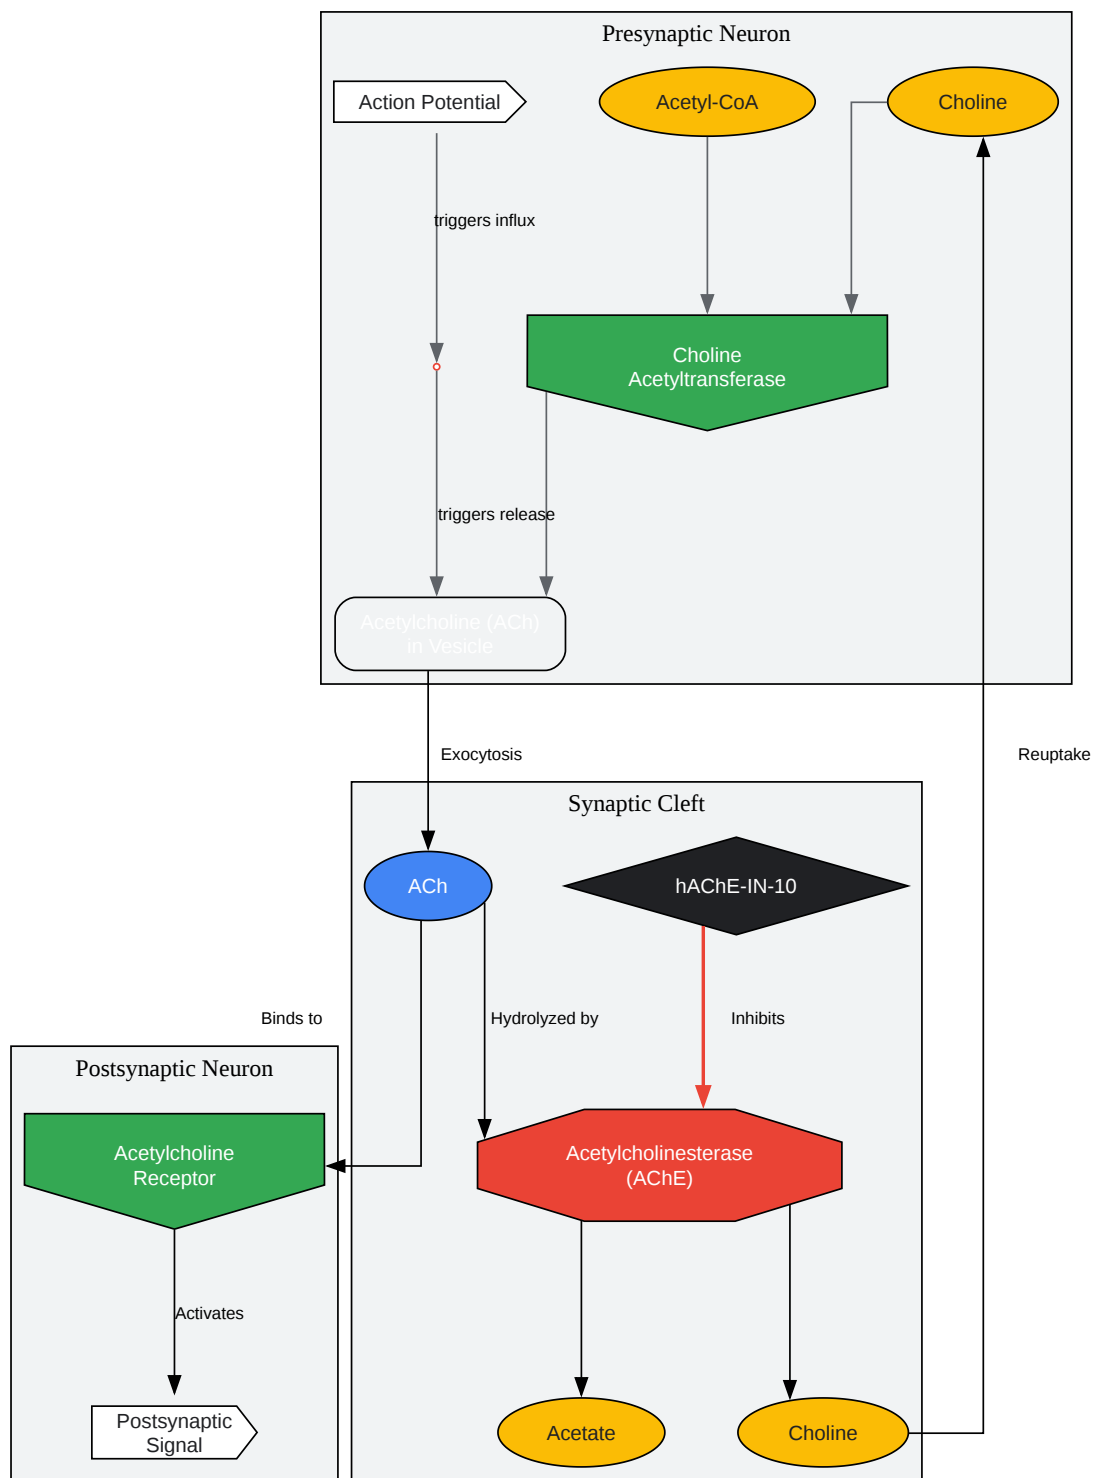 Presynaptic Neuron
Action Potential
Acetyl-CoA
Choline
triggers influx
Choline
Acetyltransferase
triggers release
Acetylcholine (ACh)
in Vesicle
Exocytosis
Reuptake
Synaptic Cleft
ACh
hAChE-IN-10
Binds to
Hydrolyzed by
Inhibits
Postsynaptic Neuron
Acetylcholine
Receptor
Acetylcholinesterase
(AChE)
Activates
Postsynaptic
Signal
Acetate
Choline